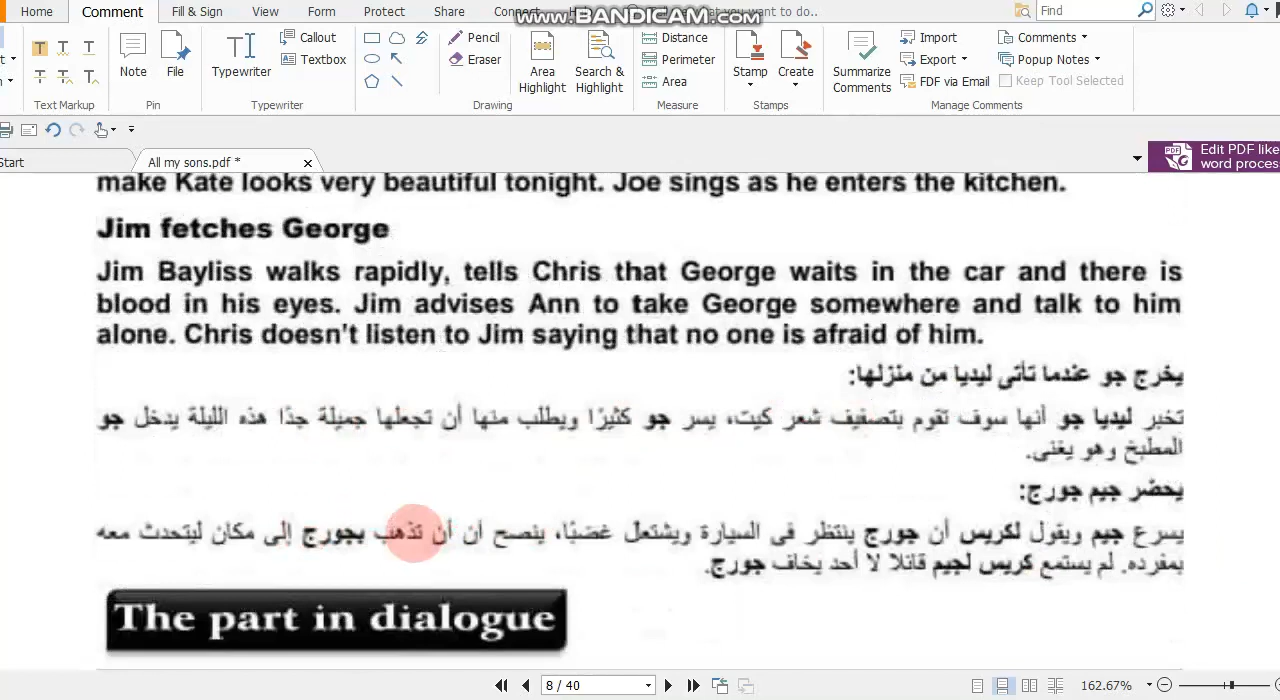 www.BANDICAM.com
Home Comment Fill & Sign View Form Protect Share Connect
t you want to do..
Find
Callout
Textbox
Note
File
Typewriter
Pencil
Eraser
Area Highlight
Search & Highlight
Distance
Perimeter
Area
Stamp
Create
Summarize Comments
Import
Export
FDF via Email
Comments
Popup Notes
Keep Tool Selected
Text Markup
Pin
Typewriter
Drawing
Measure
Stamps
Manage Comments
Start
All my sons.pdf *
Edit PDF like
word proces
make Kate looks very beautiful tonight. Joe sings as he enters the kitchen.
Jim fetches George
Jim Bayliss walks rapidly, tells Chris that George waits in the car and there is
blood in his eyes. Jim advises Ann to take George somewhere and talk to him
alone. Chris doesn't listen to Jim saying that no one is afraid of him.
يخرج جو عندما تأتى ليديا من منزلها:
تخبر ليديا جو أنها سوف تقوم بتصفيف شعر كيت، يسر جو كثيرًا ويطلب منها أن تجعلها جميلة جدًا هذه الليلة يدخل جو
المطبخ وهو يغنى.
يحضر جيم جورج:
يسرع جيم ويقول لكريس أن جورج ينتظر فى السيارة ويشتعل غضبًا، ينصح آن أن تذهب بجورج إلى مكان ليتحدث معه
بمفرده. لم يستمع كريس لجيم قائلا لا أحد يخاف جورج.
The part in dialogue
8 / 40
162.67%